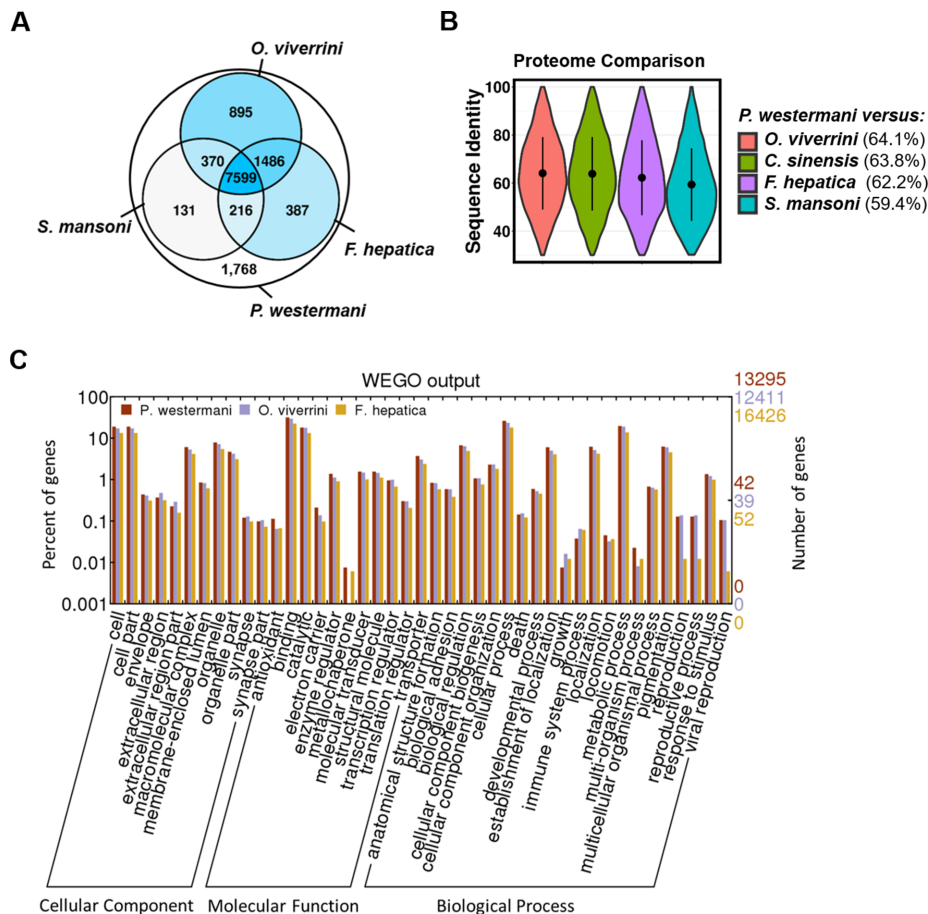 A
O. viverrini
895
370
1486
7599
131
216
387
S. mansoni
F. hepatica
1,768
P. westermani
B
Proteome Comparison
Sequence Identity
100
80
60
40
P. westermani versus:
O. viverrini (64.1%)
C. sinensis (63.8%)
F. hepatica (62.2%)
S. mansoni (59.4%)
C
WEGO output
P. westermani
O. viverrini
F. hepatica
Percent of genes
100
10
1
0.1
0.01
0.001
13295
12411
16426
42
39
52
0
0
0
Number of genes
cell
cell part
envelope
extracellular region
extracellular region part
macromolecular complex
membrane-enclosed lumen
organelle
organelle part
synapse
synapse part
antioxidant
binding
catalytic
electron carrier
enzyme regulator
metallochaperone
molecular transducer
structural molecule
transcription regulator
translation regulator
transporter
anatomical structure formation
biological adhesion
biological regulation
cellular component biogenesis
cellular component organization
cellular process
death
developmental process
establishment of localization
growth
immune system process
localization
locomotion
metabolic process
multi-organism process
multicellular organismal process
pigmentation
reproduction
reproductive process
response to stimulus
viral reproduction
Cellular Component
Molecular Function
Biological Process